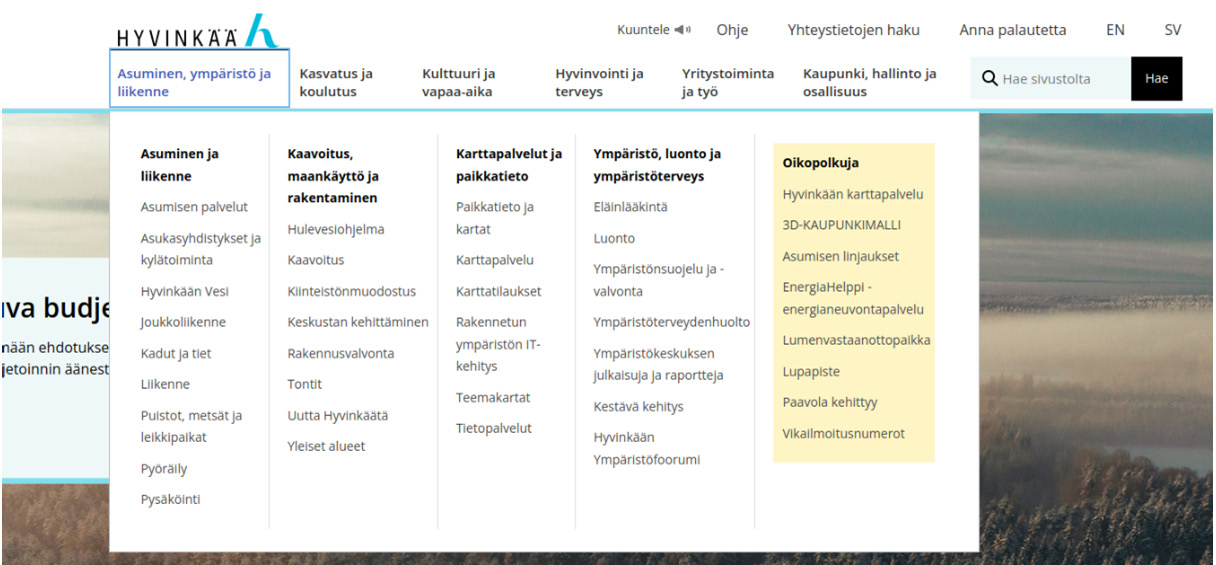 HYVINKÄÄ
Kuuntele
Ohje
Yhteystietojen haku
Anna palautetta
EN
SV
Asuminen, ympäristö ja
liikenne
Kasvatus ja
koulutus
Kulttuuri ja
vapaa-aika
Hyvinvointi ja
terveys
Yritystoiminta
ja työ
Kaupunki, hallinto ja
osallisuus
Hae sivustolta
Hae
Asuminen ja
liikenne
Asumisen palvelut
Asukasyhdistykset ja
kylätoiminta
Hyvinkään Vesi
Joukkoliikenne
Kadut ja tiet
Liikenne
Puistot, metsät ja
leikkipaikat
Pyöräily
Pysäköinti
Kaavoitus,
maankäyttö ja
rakentaminen
Hulevesiohjelma
Kaavoitus
Kiinteistönmuodostus
Keskustan kehittäminen
Rakennusvalvonta
Tontit
Uutta Hyvinkäätä
Yleiset alueet
Karttapalvelut ja
paikkatieto
Paikkatieto ja
kartat
Karttapalvelu
Karttatilaukset
Rakennetun
ympäristön IT-
kehitys
Teemakartat
Tietopalvelut
Ympäristö, luonto ja
ympäristöterveys
Eläinlääkintä
Luonto
Ympäristönsuojelu ja -
valvonta
Ympäristöterveydenhuolto
Ympäristökeskuksen
julkaisuja ja raportteja
Kestävä kehitys
Hyvinkään
Ympäristöfoorumi
Oikopolkuja
Hyvinkään karttapalvelu
3D-KAUPUNKIMALLI
Asumisen linjaukset
EnergiaHelppi -
energianeuvontapalvelu
Lumenvastaanottopaikka
Lupapiste
Paavola kehittyy
Vikailmoitusnumerot
va budje
mään ehdotukse
jetoinnin äänest